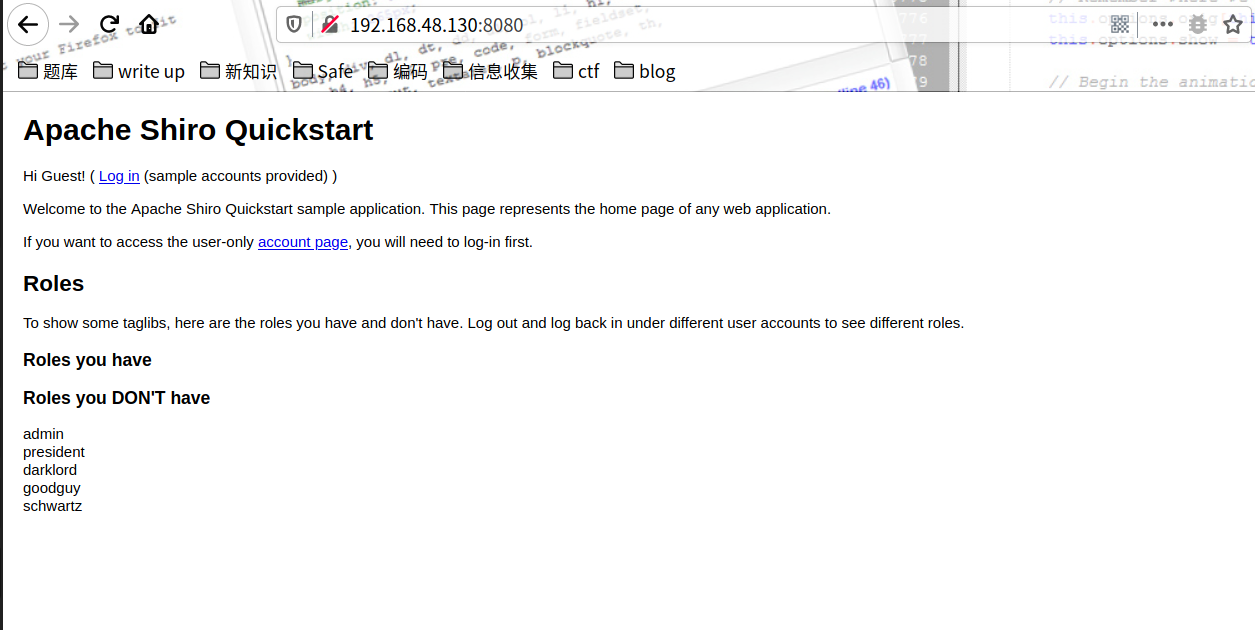 192.168.48.130:8080
题库 write up 新知识 Safe 编码 信息收集 ctf blog
Apache Shiro Quickstart
Hi Guest! ( Log in (sample accounts provided) )
Welcome to the Apache Shiro Quickstart sample application. This page represents the home page of any web application.
If you want to access the user-only account page, you will need to log-in first.
Roles
To show some taglibs, here are the roles you have and don't have. Log out and log back in under different user accounts to see different roles.
Roles you have
Roles you DON'T have
admin
president
darklord
goodguy
schwartz